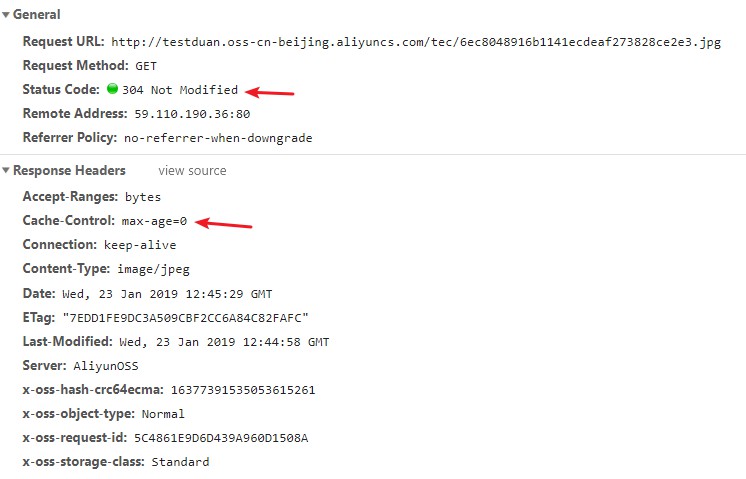 General
Request URL: http://testduan.oss-cn-beijing.aliyuncs.com/tec/6ec8048916b1141ecdeaf273828ce2e3.jpg
Request Method: GET
Status Code: 304 Not Modified
Remote Address: 59.110.190.36:80
Referrer Policy: no-referrer-when-downgrade
Response Headers view source
Accept-Ranges: bytes
Cache-Control: max-age=0
Connection: keep-alive
Content-Type: image/jpeg
Date: Wed, 23 Jan 2019 12:45:29 GMT
ETag: "7EDD1FE9DC3A509CBF2CC6A84C82FAFC"
Last-Modified: Wed, 23 Jan 2019 12:44:58 GMT
Server: AliyunOSS
x-oss-hash-crc64ecma: 16377391535053615261
x-oss-object-type: Normal
x-oss-request-id: 5C4861E9D6D439A960D1508A
x-oss-storage-class: Standard